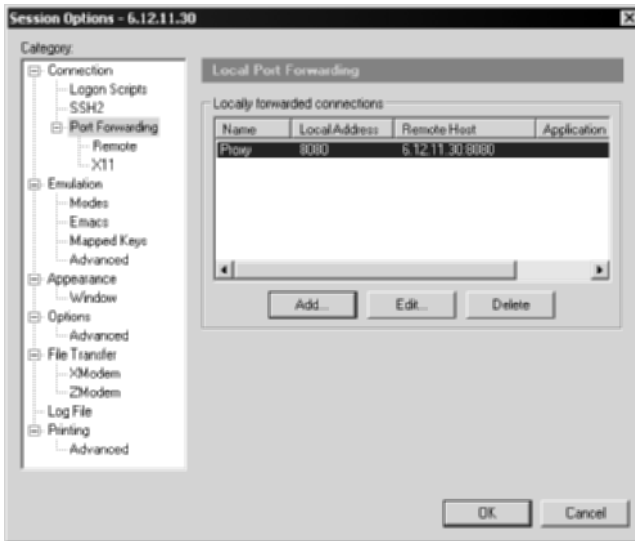 Session Options - 6.12.11.30
Category:
Connection
Logon Scripts
SSH2
Port Forwarding
Remote
X11
Emulation
Modes
Emacs
Mapped Keys
Advanced
Appearance
Window
Options
Advanced
File Transfer
XModem
ZModem
Log File
Printing
Advanced
Local Port Forwarding
Locally forwarded connections
Name Local Address Remote Host Application
Proxy 8080 6.12.11.30:8080
Add... Edit... Delete
OK Cancel